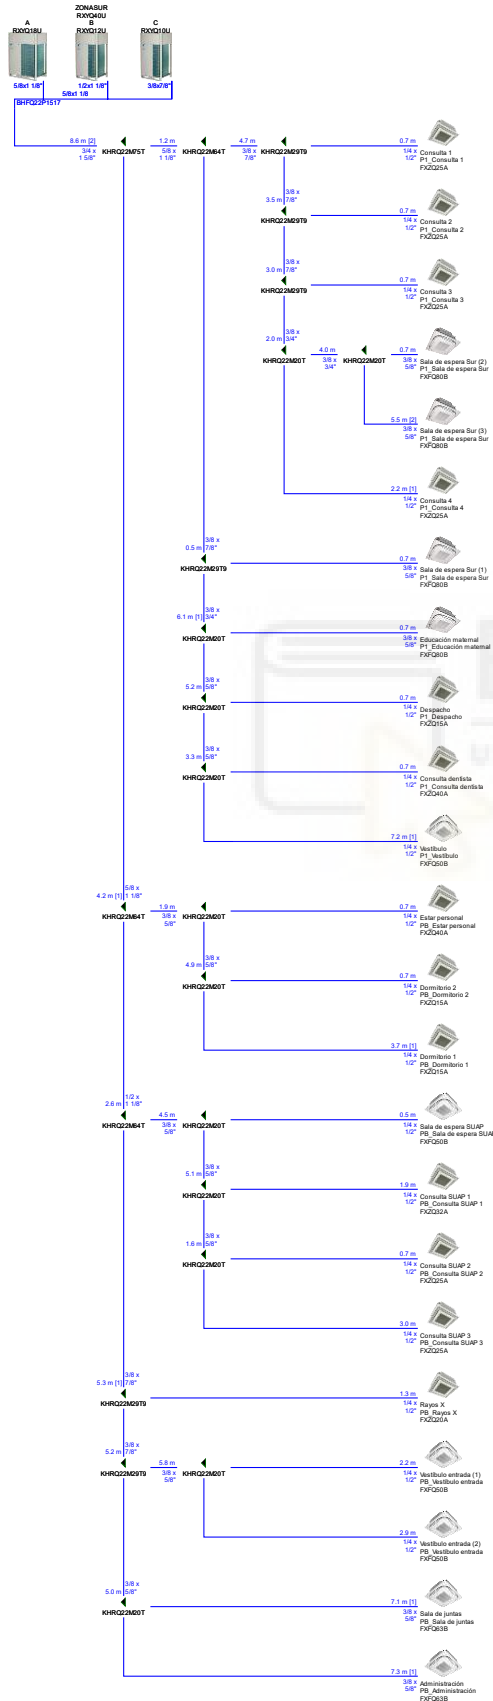 ZONASUR
RXYQ40U
A B C
RXYQ18U RXYQ12U RXYQ10U
5/8x1 1/8" 1/2x1 1/8" 3/8x7/8"
5/8x1 1/8
BHFQ22P1517
8.6 m [2] 1.2 m 4.7 m 0.7 m
KHRQ22M75T KHRQ22M64T KHRQ22M29T9
3/4 x 5/8 x 3/8 x 1/4 x
1 5/8" 1 1/8" 7/8" 1/2"
Consulta 1
P1_Consulta 1
FXZQ25A
3/8 x
3.5 m 7/8"
KHRQ22M29T9
0.7 m
1/4 x
1/2"
Consulta 2
P1_Consulta 2
FXZQ25A
3/8 x
3.0 m 7/8"
KHRQ22M29T9
0.7 m
1/4 x
1/2"
Consulta 3
P1_Consulta 3
FXZQ25A
3/8 x
2.0 m 3/4"
KHRQ22M20T
4.0 m
3/8 x
3/4"
KHRQ22M20T
0.7 m
3/8 x
5/8"
Sala de espera Sur (2)
P1_Sala de espera Sur
FXFQ80B
5.5 m [2]
3/8 x
5/8"
Sala de espera Sur (3)
P1_Sala de espera Sur
FXFQ80B
2.2 m [1]
1/4 x
1/2"
Consulta 4
P1_Consulta 4
FXZQ25A
3/8 x
0.5 m 7/8"
KHRQ22M29T9
0.7 m
3/8 x
5/8"
Sala de espera Sur (1)
P1_Sala de espera Sur
FXFQ80B
3/8 x
6.1 m [1] 3/4"
KHRQ22M20T
0.7 m
3/8 x
5/8"
Educación maternal
P1_Educación maternal
FXFQ80B
3/8 x
5.2 m 5/8"
KHRQ22M20T
0.7 m
1/4 x
1/2"
Despacho
P1_Despacho
FXZQ15A
3/8 x
3.3 m 5/8"
KHRQ22M20T
0.7 m
1/4 x
1/2"
Consulta dentista
P1_Consulta dentista
FXZQ40A
7.2 m [1]
1/4 x
1/2"
Vestíbulo
P1_Vestíbulo
FXFQ50B
5/8 x
4.2 m [1] 1 1/8"
KHRQ22M64T
1.9 m
3/8 x
5/8"
KHRQ22M20T
0.7 m
1/4 x
1/2"
Estar personal
PB_Estar personal
FXZQ40A
3/8 x
4.9 m 5/8"
KHRQ22M20T
0.7 m
1/4 x
1/2"
Dormitorio 2
PB_Dormitorio 2
FXZQ15A
3.7 m [1]
1/4 x
1/2"
Dormitorio 1
PB_Dormitorio 1
FXZQ15A
1/2 x
2.6 m 1 1/8"
KHRQ22M64T
4.5 m
3/8 x
5/8"
KHRQ22M20T
0.5 m
1/4 x
1/2"
Sala de espera SUAP
PB_Sala de espera SUAP
FXFQ50B
3/8 x
5.1 m 5/8"
KHRQ22M20T
1.9 m
1/4 x
1/2"
Consulta SUAP 1
PB_Consulta SUAP 1
FXZQ32A
3/8 x
1.6 m 5/8"
KHRQ22M20T
0.7 m
1/4 x
1/2"
Consulta SUAP 2
PB_Consulta SUAP 2
FXZQ25A
3.0 m
1/4 x
1/2"
Consulta SUAP 3
PB_Consulta SUAP 3
FXZQ25A
3/8 x
5.3 m [1] 7/8"
KHRQ22M29T9
1.3 m
1/4 x
1/2"
Rayos X
PB_Rayos X
FXZQ20A
3/8 x
5.2 m 7/8"
KHRQ22M29T9
5.8 m
3/8 x
5/8"
KHRQ22M20T
2.2 m
1/4 x
1/2"
Vestíbulo entrada (1)
PB_Vestíbulo entrada
FXFQ50B
2.9 m
1/4 x
1/2"
Vestíbulo entrada (2)
PB_Vestíbulo entrada
FXFQ50B
3/8 x
5.0 m 5/8"
KHRQ22M20T
7.1 m [1]
3/8 x
5/8"
Sala de juntas
PB_Sala de juntas
FXFQ63B
7.3 m [1]
3/8 x
5/8"
Administración
PB_Administración
FXFQ63B